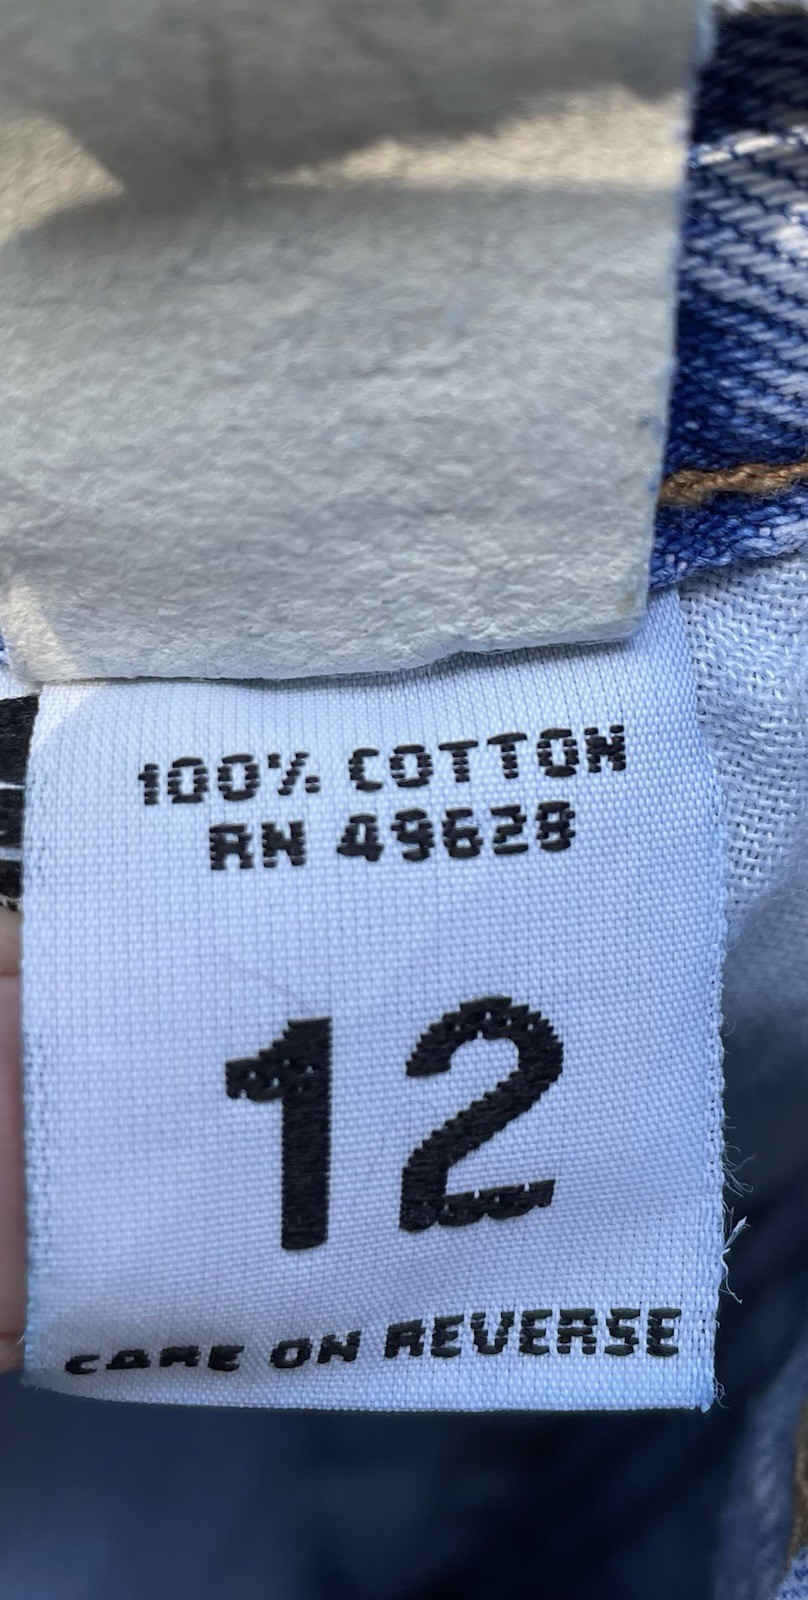 100% COTTON
RN 49628
12
CARE ON REVERSE